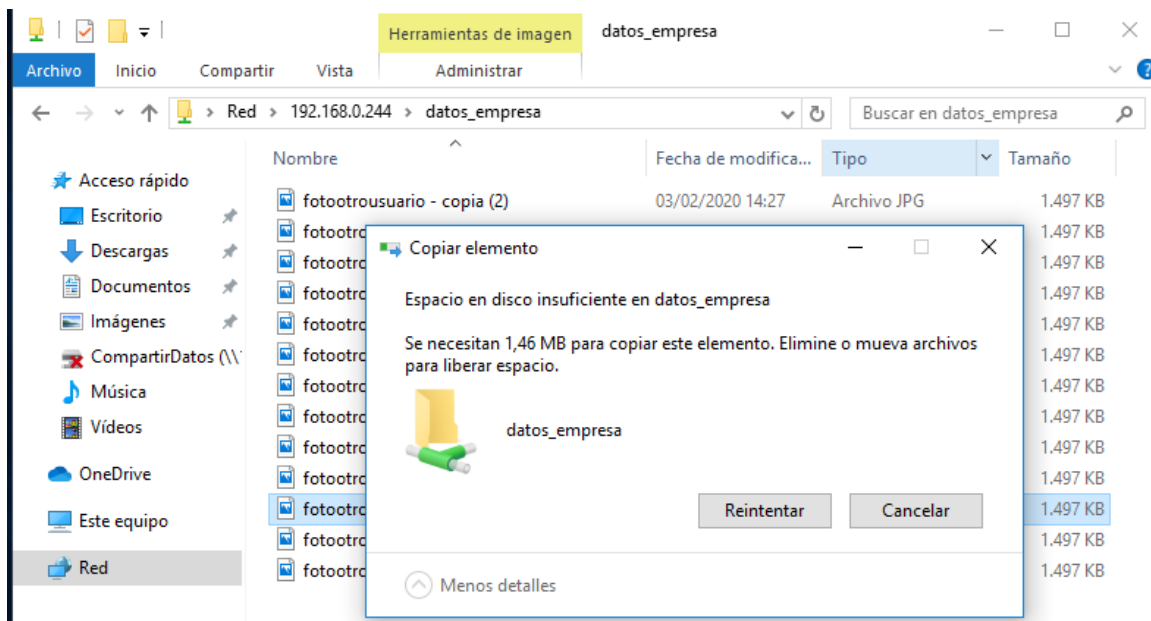 Herramientas de imagen datos_empresa
Archivo Inicio Compartir Vista Administrar
Red > 192.168.0.244 > datos_empresa Buscar en datos_empresa
Nombre Fecha de modifica... Tipo Tamaño
Acceso rápido
Escritorio
Descargas
Documentos
Imágenes
CompartirDatos (\\
Música
Vídeos
OneDrive
Este equipo
Red
fotootrousuario - copia (2) 03/02/2020 14:27 Archivo JPG 1.497 KB
fotootro 1.497 KB
fotootro 1.497 KB
fotootro 1.497 KB
fotootro 1.497 KB
fotootro 1.497 KB
fotootro 1.497 KB
fotootro 1.497 KB
fotootro 1.497 KB
fotootro 1.497 KB
fotootro 1.497 KB
fotootro 1.497 KB
fotootro 1.497 KB
Copiar elemento
Espacio en disco insuficiente en datos_empresa
Se necesitan 1,46 MB para copiar este elemento. Elimine o mueva archivos
para liberar espacio.
datos_empresa
Reintentar Cancelar
Menos detalles